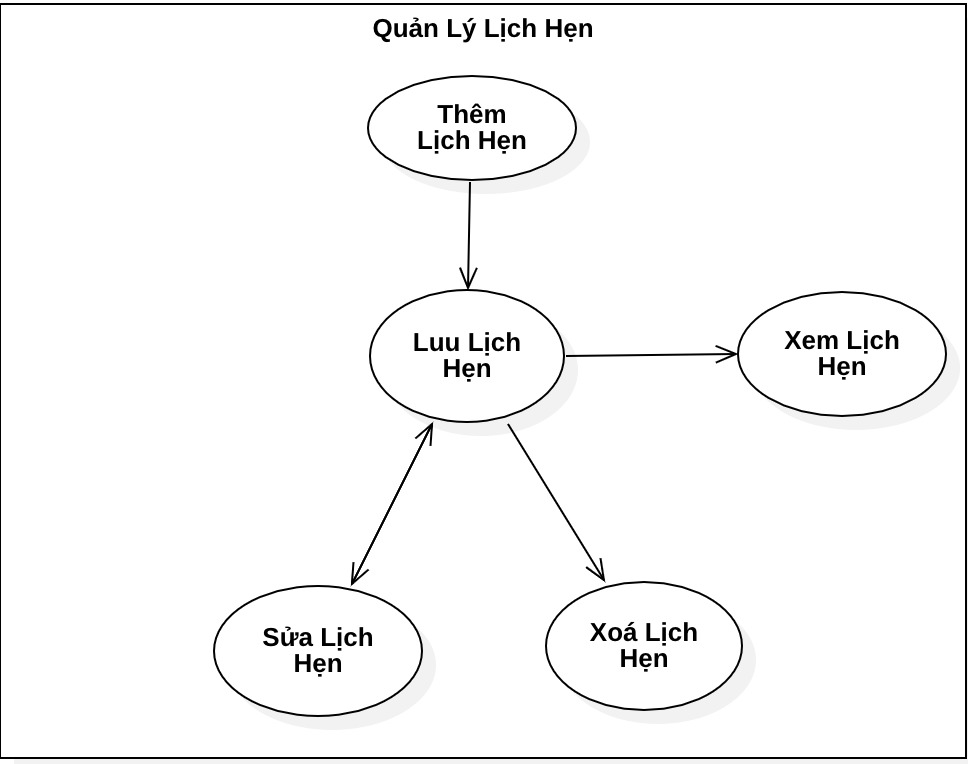 Quản Lý Lịch Hẹn
Thêm
Lịch Hẹn
Luu Lịch
Hẹn
Xem Lịch
Hẹn
Sửa Lịch
Hẹn
Xoá Lịch
Hẹn